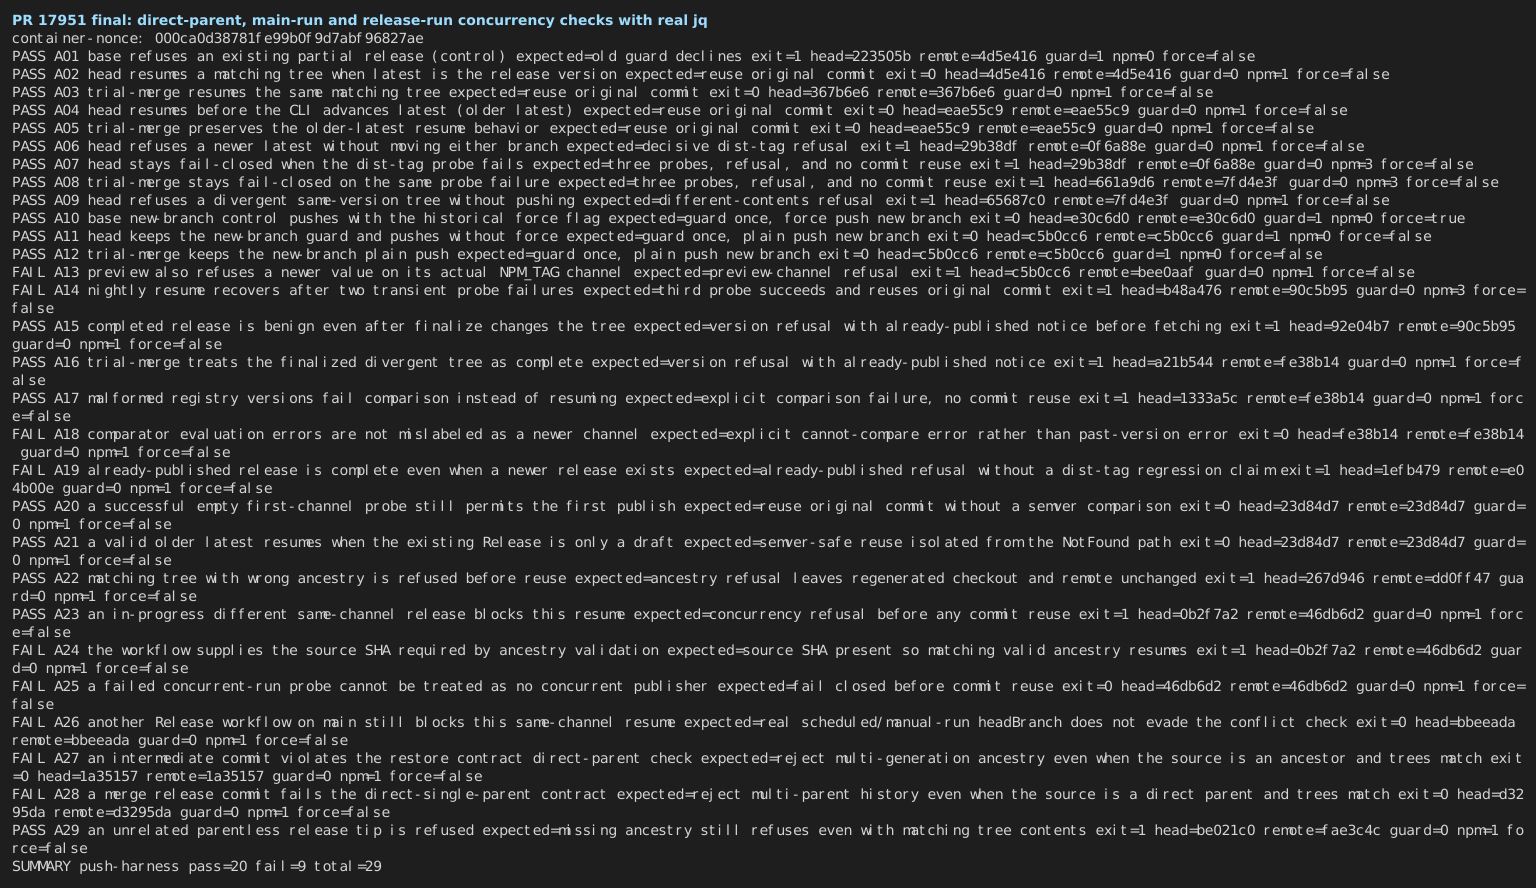 PR 17951 final: direct-parent, main-run and release-run concurrency checks with real jq
container-nonce: 000ca0d38781fe99b0f9d7abf96827ae
PASS A01 base refuses an existing partial release (control) expected=old guard declines exit=1 head=223505b remote=4d5e416 guard=1 npm=0 force=false
PASS A02 head resumes a matching tree when latest is the release version expected=reuse original commit exit=0 head=4d5e416 remote=4d5e416 guard=0 npm=1 force=false
PASS A03 trial-merge resumes the same matching tree expected=reuse original commit exit=0 head=367b6e6 remote=367b6e6 guard=0 npm=1 force=false
PASS A04 head resumes before the CLI advances latest (older latest) expected=reuse original commit exit=0 head=eae55c9 remote=eae55c9 guard=0 npm=1 force=false
PASS A05 trial-merge preserves the older-latest resume behavior expected=reuse original commit exit=0 head=eae55c9 remote=eae55c9 guard=0 npm=1 force=false
PASS A06 head refuses a newer latest without moving either branch expected=decisive dist-tag refusal exit=1 head=29b38df remote=0f6a88e guard=0 npm=1 force=false
PASS A07 head stays fail-closed when the dist-tag probe fails expected=three probes, refusal, and no commit reuse exit=1 head=29b38df remote=0f6a88e guard=0 npm=3 force=false
PASS A08 trial-merge stays fail-closed on the same probe failure expected=three probes, refusal, and no commit reuse exit=1 head=661a9d6 remote=7fd4e3f guard=0 npm=3 force=false
PASS A09 head refuses a divergent same-version tree without pushing expected=different-contents refusal exit=1 head=65687c0 remote=7fd4e3f guard=0 npm=1 force=false
PASS A10 base new-branch control pushes with the historical force flag expected=guard once, force push new branch exit=0 head=e30c6d0 remote=e30c6d0 guard=1 npm=0 force=true
PASS A11 head keeps the new-branch guard and pushes without force expected=guard once, plain push new branch exit=0 head=c5b0cc6 remote=c5b0cc6 guard=1 npm=0 force=false
PASS A12 trial-merge keeps the new-branch plain push expected=guard once, plain push new branch exit=0 head=c5b0cc6 remote=c5b0cc6 guard=1 npm=0 force=false
FAIL A13 preview also refuses a newer value on its actual NPM_TAG channel expected=preview-channel refusal exit=1 head=c5b0cc6 remote=bee0aaf guard=0 npm=1 force=false
FAIL A14 nightly resume recovers after two transient probe failures expected=third probe succeeds and reuses original commit exit=1 head=b48a476 remote=90c5b95 guard=0 npm=3 force=
false
PASS A15 completed release is benign even after finalize changes the tree expected=version refusal with already-published notice before fetching exit=1 head=92e04b7 remote=90c5b95
guard=0 npm=1 force=false
PASS A16 trial-merge treats the finalized divergent tree as complete expected=version refusal with already-published notice exit=1 head=a21b544 remote=fe38b14 guard=0 npm=1 force=f
alse
PASS A17 malformed registry versions fail comparison instead of resuming expected=explicit comparison failure, no commit reuse exit=1 head=1333a5c remote=fe38b14 guard=0 npm=1 forc
e=false
FAIL A18 comparator evaluation errors are not mislabeled as a newer channel expected=explicit cannot-compare error rather than past-version error exit=0 head=fe38b14 remote=fe38b14
guard=0 npm=1 force=false
FAIL A19 already-published release is complete even when a newer release exists expected=already-published refusal without a dist-tag regression claim exit=1 head=1efb479 remote=e0
4b00e guard=0 npm=1 force=false
PASS A20 a successful empty first-channel probe still permits the first publish expected=reuse original commit without a semver comparison exit=0 head=23d84d7 remote=23d84d7 guard=
0 npm=1 force=false
PASS A21 a valid older latest resumes when the existing Release is only a draft expected=semver-safe reuse isolated from the NotFound path exit=0 head=23d84d7 remote=23d84d7 guard=
0 npm=1 force=false
PASS A22 matching tree with wrong ancestry is refused before reuse expected=ancestry refusal leaves regenerated checkout and remote unchanged exit=1 head=267d946 remote=dd0ff47 gua
rd=0 npm=1 force=false
PASS A23 an in-progress different same-channel release blocks this resume expected=concurrency refusal before any commit reuse exit=1 head=0b2f7a2 remote=46db6d2 guard=0 npm=1 forc
e=false
FAIL A24 the workflow supplies the source SHA required by ancestry validation expected=source SHA present so matching valid ancestry resumes exit=1 head=0b2f7a2 remote=46db6d2 guar
d=0 npm=1 force=false
FAIL A25 a failed concurrent-run probe cannot be treated as no concurrent publisher expected=fail closed before commit reuse exit=0 head=46db6d2 remote=46db6d2 guard=0 npm=1 force=
false
FAIL A26 another Release workflow on main still blocks this same-channel resume expected=real scheduled/manual-run headBranch does not evade the conflict check exit=0 head=bbeeada
remote=bbeeada guard=0 npm=1 force=false
FAIL A27 an intermediate commit violates the restore contract direct-parent check expected=reject multi-generation ancestry even when the source is an ancestor and trees match exit
=0 head=1a35157 remote=1a35157 guard=0 npm=1 force=false
FAIL A28 a merge release commit fails the direct-single-parent contract expected=reject multi-parent history even when the source is a direct parent and trees match exit=0 head=d32
95da remote=d3295da guard=0 npm=1 force=false
PASS A29 an unrelated parentless release tip is refused expected=missing ancestry still refuses even with matching tree contents exit=1 head=be021c0 remote=fae3c4c guard=0 npm=1 fo
rce=false
SUMMARY push-harness pass=20 fail=9 total=29